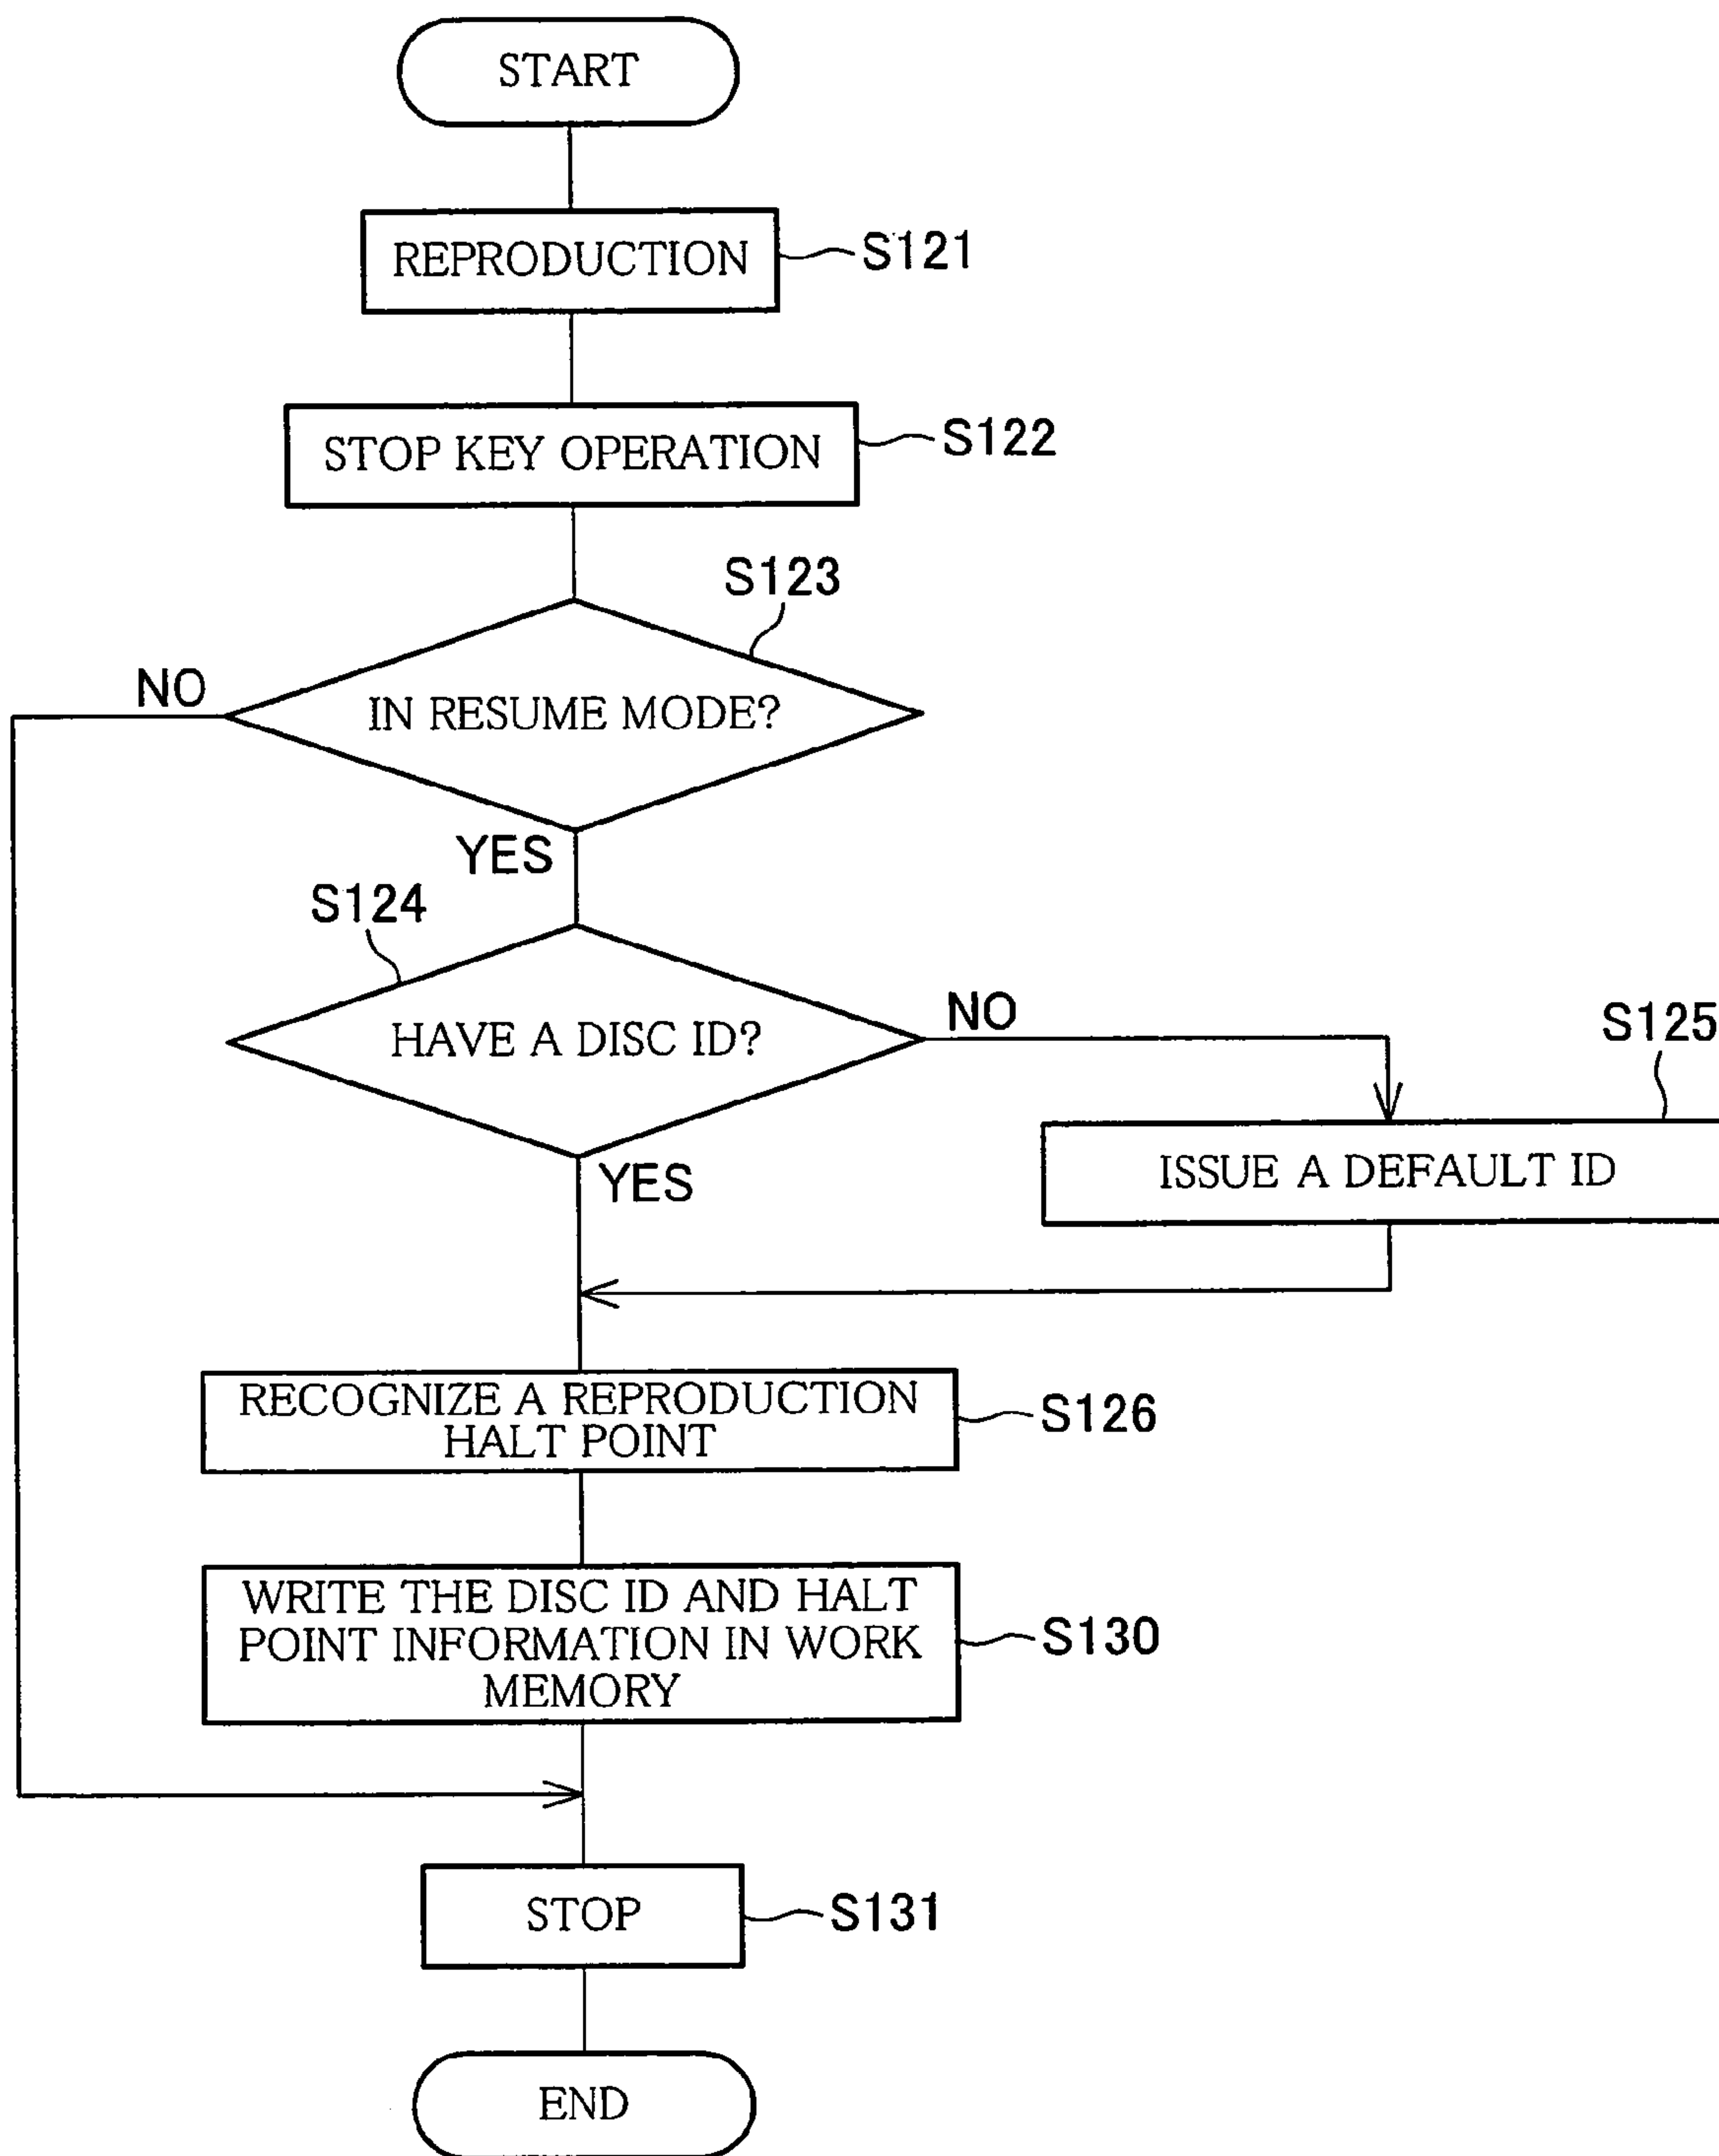 START
REPRODUCTION
S121
STOP KEY OPERATION
S122
S123
NO
IN RESUME MODE?
YES
S124
HAVE A DISC ID?
NO
S125
YES
ISSUE A DEFAULT ID
RECOGNIZE A REPRODUCTION
HALT POINT
S126
WRITE THE DISC ID AND HALT
POINT INFORMATION IN WORK
MEMORY
S130
STOP
S131
END